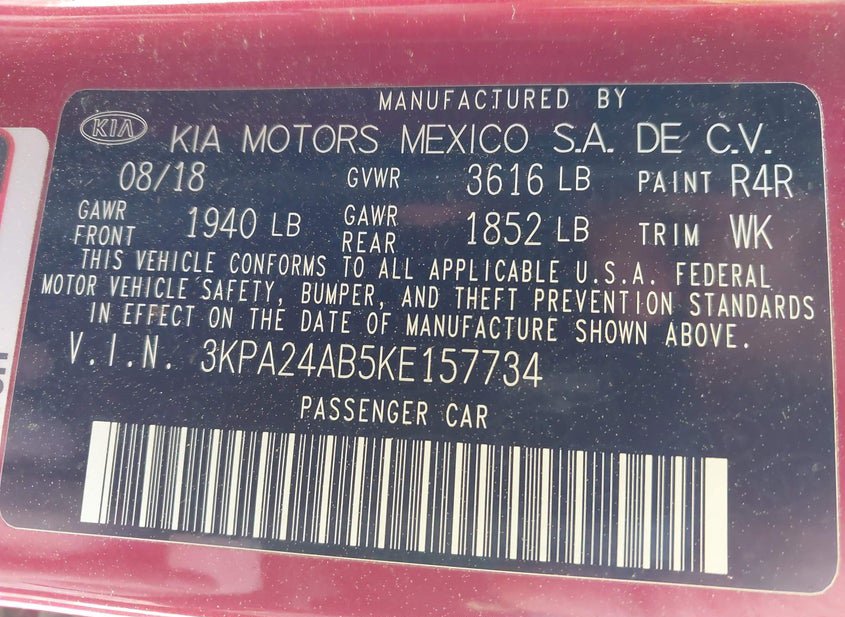 MANUFACTURED BY
KIA KIA MOTORS MEXICO S.A. DE C.V.
08/18 GVWR 3616 LB PAINT R4R
GAWR FRONT 1940 LB GAWR REAR 1852 LB TRIM WK
THIS VEHICLE CONFORMS TO ALL APPLICABLE U.S.A. FEDERAL
MOTOR VEHICLE SAFETY, BUMPER, AND THEFT PREVENTION STANDARDS
IN EFFECT ON THE DATE OF MANUFACTURE SHOWN ABOVE.
V.I.N. 3KPA24AB5KE157734
PASSENGER CAR